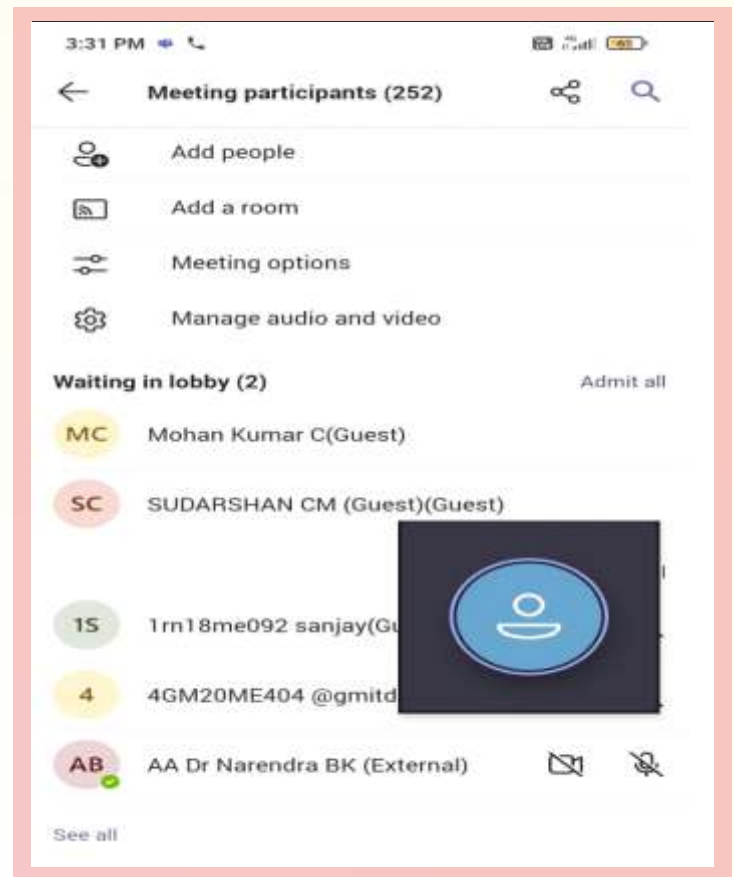 3:31 PM
Meeting participants (252)
Add people
Add a room
Meeting options
Manage audio and video
Waiting in lobby (2) Admit all
MC Mohan Kumar C(Guest)
SC SUDARSHAN CM (Guest)(Guest)
1S 1rn18me092 sanjay(Gu
4 4GM20ME404 @gmitd
AB AA Dr Narendra BK (External)
See all